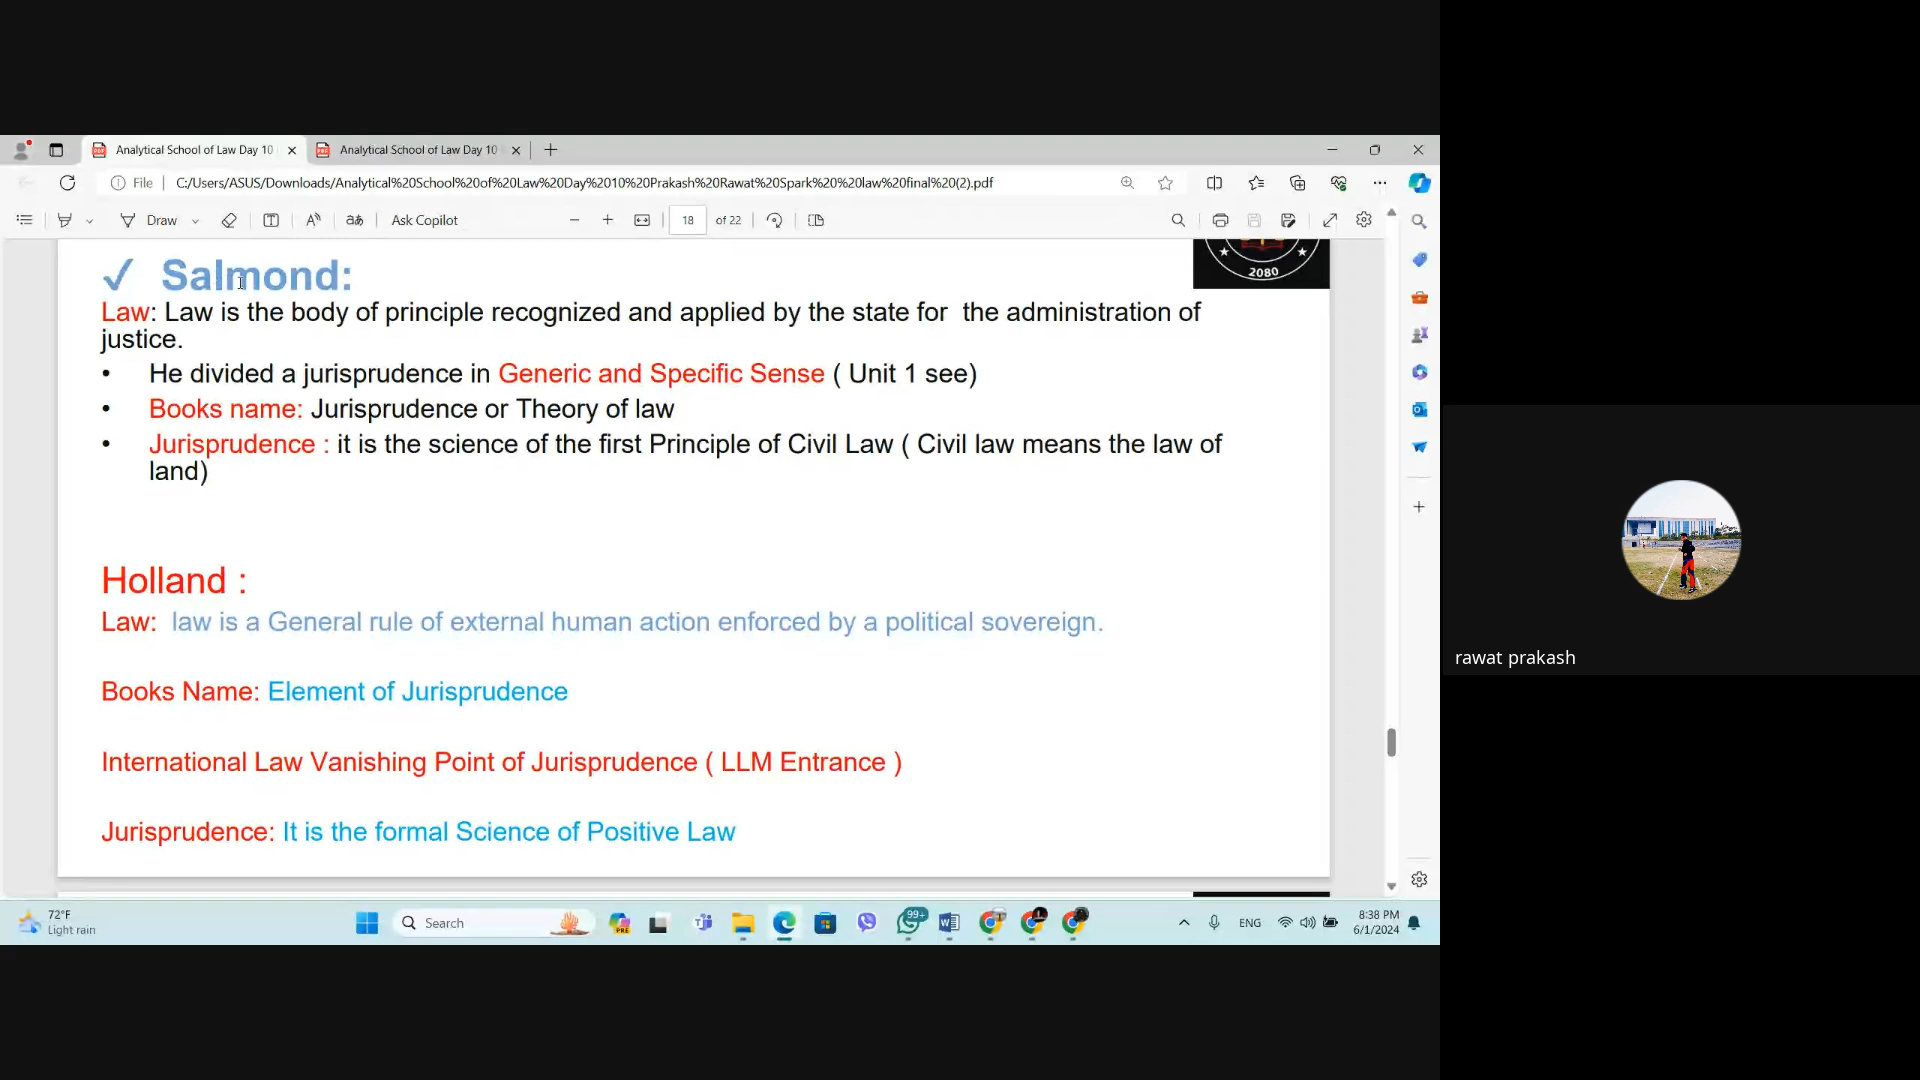 Analytical School of Law Day 10
Analytical School of Law Day 10
File
C:/Users/ASUS/Downloads/Analytical%20School%20of%20Law%20Day%2010%20Prakash%20Rawat%20Spark%20%20law%20final%20(2).pdf
Draw
Ask Copilot
18
of 22
2080
✓ Salmond:
Law: Law is the body of principle recognized and applied by the state for the administration of
justice.
• He divided a jurisprudence in Generic and Specific Sense ( Unit 1 see)
• Books name: Jurisprudence or Theory of law
• Jurisprudence : it is the science of the first Principle of Civil Law ( Civil law means the law of
land)
Holland :
Law: law is a General rule of external human action enforced by a political sovereign.
Books Name: Element of Jurisprudence
International Law Vanishing Point of Jurisprudence ( LLM Entrance )
Jurisprudence: It is the formal Science of Positive Law
rawat prakash
72°F
Light rain
Search
PRE
99+
ENG
8:38 PM
6/1/2024